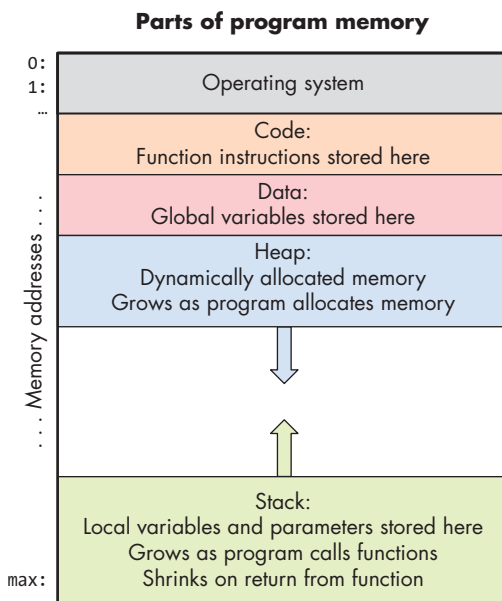 Parts of program memory
0:
1:
...
Operating system
Code:
Function instructions stored here
Data:
Global variables stored here
Heap:
Dynamically allocated memory
Grows as program allocates memory
. . . . Memory addresses . . . .
Stack:
Local variables and parameters stored here
Grows as program calls functions
max:
Shrinks on return from function